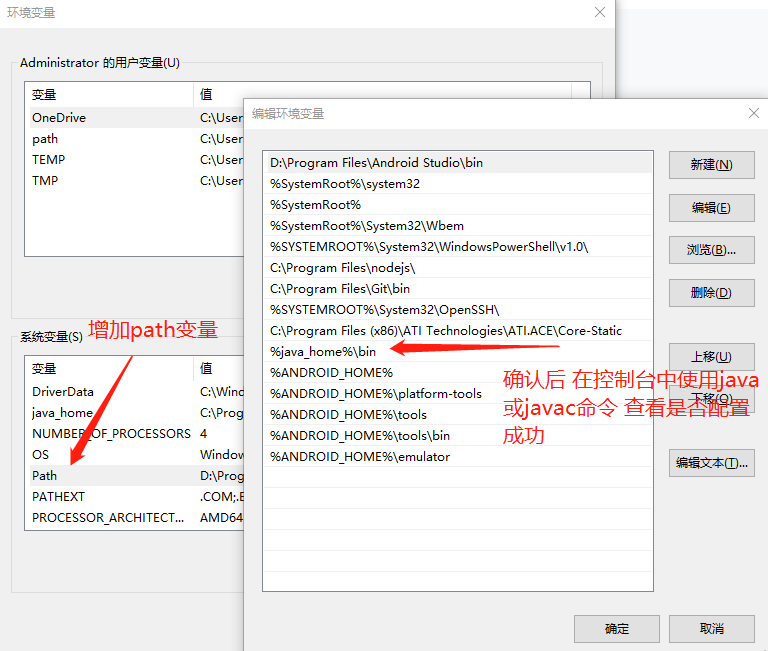 环境变量
Administrator 的用户变量(U)
变量 值
OneDrive C:\User
path C:\User
TEMP C:\User
TMP C:\User
系统变量(S)
增加path变量
变量 值
DriverData C:\Wind
java_home C:\Prog
NUMBER_OF_PROCESSORS 4
OS Window
Path D:\Prog
PATHEXT .COM;.E
PROCESSOR_ARCHITECT... AMD64
编辑环境变量
D:\Program Files\Android Studio\bin
%SystemRoot%\system32
%SystemRoot%
%SystemRoot%\System32\Wbem
%SYSTEMROOT%\System32\WindowsPowerShell\v1.0\
C:\Program Files\nodejs\
C:\Program Files\Git\bin
%SYSTEMROOT%\System32\OpenSSH\
C:\Program Files (x86)\ATI Technologies\ATI.ACE\Core-Static
%java_home%\bin
%ANDROID_HOME%
%ANDROID_HOME%\platform-tools
%ANDROID_HOME%\tools
%ANDROID_HOME%\tools\bin
%ANDROID_HOME%\emulator
新建(N)
编辑(E)
浏览(B)...
删除(D)
上移(U)
下移(O)
编辑文本(T)...
确认后 在控制台中使用java
或javac命令 查看是否配置
成功
确定
取消